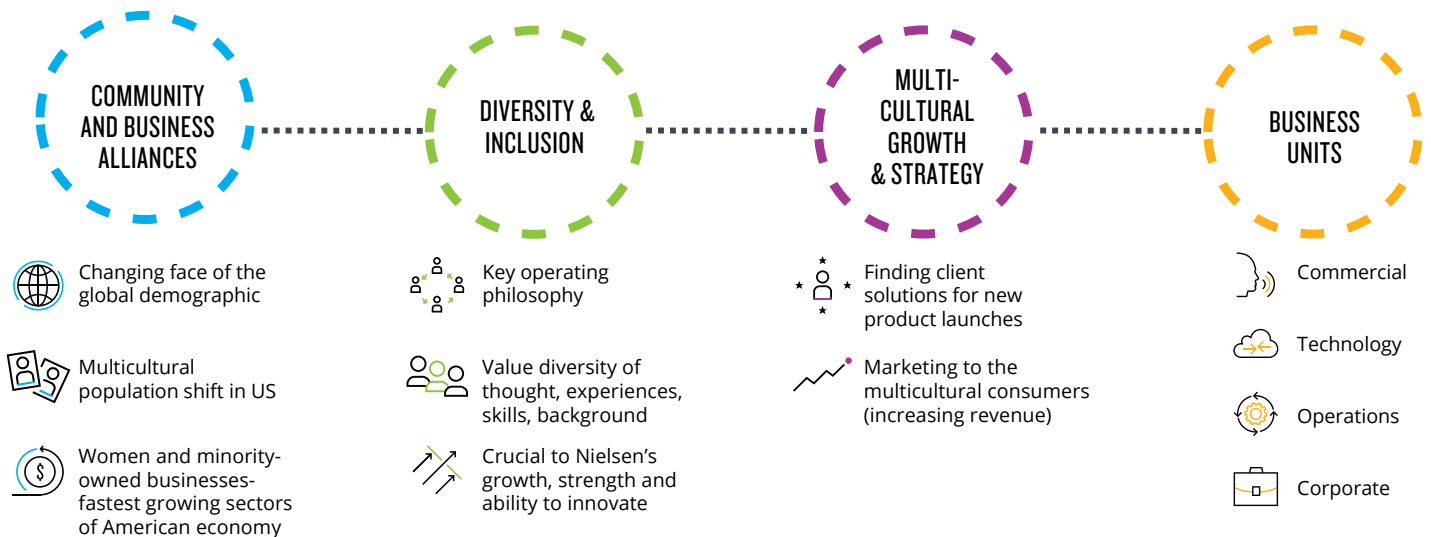 COMMUNITY
AND BUSINESS
ALLIANCES
DIVERSITY &
INCLUSION
MULTI-
CULTURAL
GROWTH
& STRATEGY
BUSINESS
UNITS
Changing face of the
global demographic
Multicultural
population shift in US
$
Women and minority-
owned businesses-
fastest growing sectors
of American economy
Key operating
philosophy
Value diversity of
thought, experiences,
skills, background
Crucial to Nielsen’s
growth, strength and
ability to innovate
Finding client
solutions for new
product launches
Marketing to the
multicultural consumers
(increasing revenue)
Commercial
Technology
Operations
Corporate